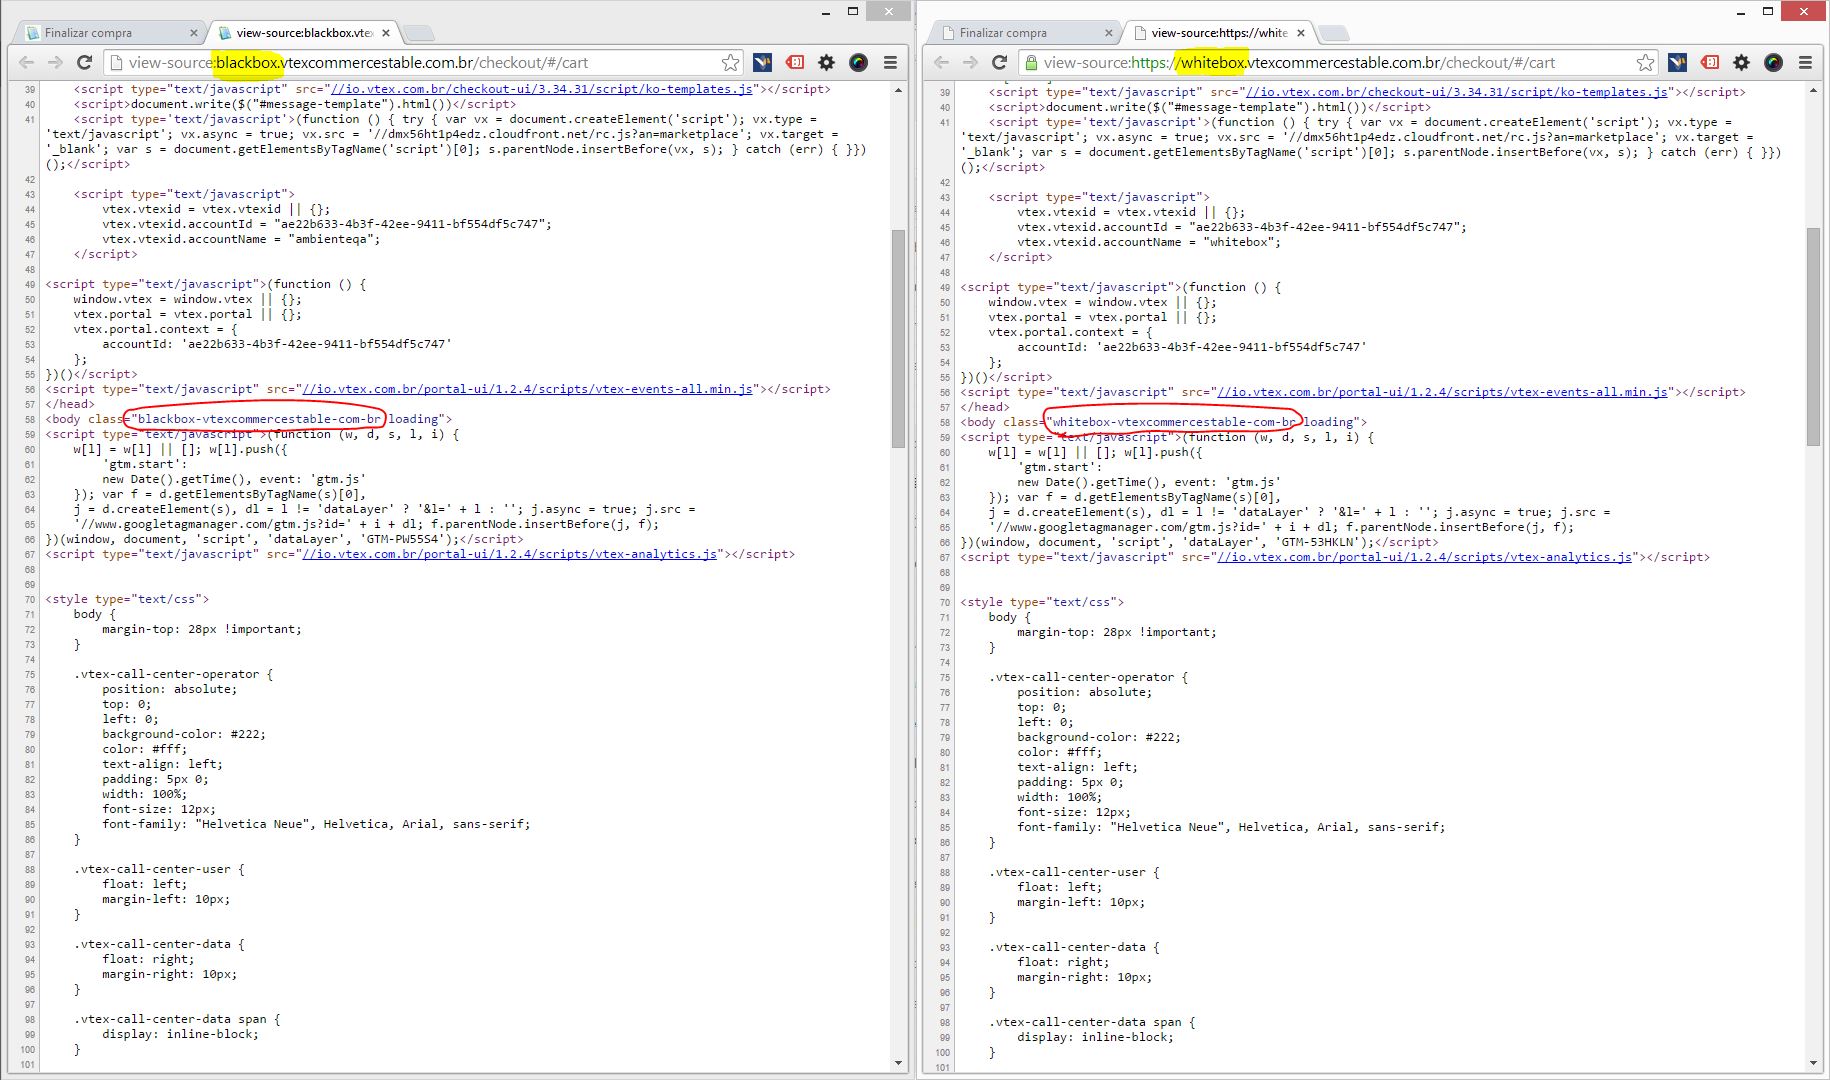 Finalizar compra
view-source:blackbox.vtex
view-source:blackbox.vtexcommercestable.com.br/checkout/#/cart
39 <script type="text/javascript" src="//io.vtex.com.br/checkout-ui/3.34.31/script/ko-templates.js"></script>
40 <script>document.write($("#message-template").html())</script>
41 <script type='text/javascript'>(function () { try { var vx = document.createElement('script'); vx.type =
'text/javascript'; vx.async = true; vx.src = '//dmx56ht1p4edz.cloudfront.net/rc.js?an=marketplace'; vx.target =
'_blank'; var s = document.getElementsByTagName('script')[0]; s.parentNode.insertBefore(vx, s); } catch (err) { }})
();</script>
42
43 <script type="text/javascript">
44 vtex.vtexid = vtex.vtexid || {};
45 vtex.vtexid.accountId = "ae22b633-4b3f-42ee-9411-bf554df5c747";
46 vtex.vtexid.accountName = "ambienteqa";
47 </script>
48
49 <script type="text/javascript">(function () {
50 window.vtex = window.vtex || {};
51 vtex.portal = vtex.portal || {};
52 vtex.portal.context = {
53 accountId: 'ae22b633-4b3f-42ee-9411-bf554df5c747'
54 };
55 })()</script>
56 <script type="text/javascript" src="//io.vtex.com.br/portal-ui/1.2.4/scripts/vtex-events-all.min.js"></script>
57 </head>
58 <body class="blackbox-vtexcommercestable-com-br loading">
59 <script type="text/javascript">(function (w, d, s, l, i) {
60 w[l] = w[l] || []; w[l].push({
61 'gtm.start':
62 new Date().getTime(), event: 'gtm.js'
63 }); var f = d.getElementsByTagName(s)[0],
64 j = d.createElement(s), dl = l != 'dataLayer' ? '&l=' + l : ''; j.async = true; j.src =
65 '//www.googletagmanager.com/gtm.js?id=' + i + dl; f.parentNode.insertBefore(j, f);
66 })(window, document, 'script', 'dataLayer', 'GTM-PW55S4');</script>
67 <script type="text/javascript" src="//io.vtex.com.br/portal-ui/1.2.4/scripts/vtex-analytics.js"></script>
68
69
70 <style type="text/css">
71 body {
72 margin-top: 28px !important;
73 }
74
75 .vtex-call-center-operator {
76 position: absolute;
77 top: 0;
78 left: 0;
79 background-color: #222;
80 color: #fff;
81 text-align: left;
82 padding: 5px 0;
83 width: 100%;
84 font-size: 12px;
85 font-family: "Helvetica Neue", Helvetica, Arial, sans-serif;
86 }
87
88 .vtex-call-center-user {
89 float: left;
90 margin-left: 10px;
91 }
92
93 .vtex-call-center-data {
94 float: right;
95 margin-right: 10px;
96 }
97
98 .vtex-call-center-data span {
99 display: inline-block;
100 }
101
Finalizar compra
view-source:https://white
view-source:https://whitebox.vtexcommercestable.com.br/checkout/#/cart
39 <script type="text/javascript" src="//io.vtex.com.br/checkout-ui/3.34.31/script/ko-templates.js"></script>
40 <script>document.write($("#message-template").html())</script>
41 <script type='text/javascript'>(function () { try { var vx = document.createElement('script'); vx.type =
'text/javascript'; vx.async = true; vx.src = '//dmx56ht1p4edz.cloudfront.net/rc.js?an=marketplace'; vx.target =
'_blank'; var s = document.getElementsByTagName('script')[0]; s.parentNode.insertBefore(vx, s); } catch (err) { }})
();</script>
42
43 <script type="text/javascript">
44 vtex.vtexid = vtex.vtexid || {};
45 vtex.vtexid.accountId = "ae22b633-4b3f-42ee-9411-bf554df5c747";
46 vtex.vtexid.accountName = "whitebox";
47 </script>
48
49 <script type="text/javascript">(function () {
50 window.vtex = window.vtex || {};
51 vtex.portal = vtex.portal || {};
52 vtex.portal.context = {
53 accountId: 'ae22b633-4b3f-42ee-9411-bf554df5c747'
54 };
55 })()</script>
56 <script type="text/javascript" src="//io.vtex.com.br/portal-ui/1.2.4/scripts/vtex-events-all.min.js"></script>
57 </head>
58 <body class="whitebox-vtexcommercestable-com-br loading">
59 <script type="text/javascript">(function (w, d, s, l, i) {
60 w[l] = w[l] || []; w[l].push({
61 'gtm.start':
62 new Date().getTime(), event: 'gtm.js'
63 }); var f = d.getElementsByTagName(s)[0],
64 j = d.createElement(s), dl = l != 'dataLayer' ? '&l=' + l : ''; j.async = true; j.src =
65 '//www.googletagmanager.com/gtm.js?id=' + i + dl; f.parentNode.insertBefore(j, f);
66 })(window, document, 'script', 'dataLayer', 'GTM-53HKLN');</script>
67 <script type="text/javascript" src="//io.vtex.com.br/portal-ui/1.2.4/scripts/vtex-analytics.js"></script>
68
69
70 <style type="text/css">
71 body {
72 margin-top: 28px !important;
73 }
74
75 .vtex-call-center-operator {
76 position: absolute;
77 top: 0;
78 left: 0;
79 background-color: #222;
80 color: #fff;
81 text-align: left;
82 padding: 5px 0;
83 width: 100%;
84 font-size: 12px;
85 font-family: "Helvetica Neue", Helvetica, Arial, sans-serif;
86 }
87
88 .vtex-call-center-user {
89 float: left;
90 margin-left: 10px;
91 }
92
93 .vtex-call-center-data {
94 float: right;
95 margin-right: 10px;
96 }
97
98 .vtex-call-center-data span {
99 display: inline-block;
100 }
101